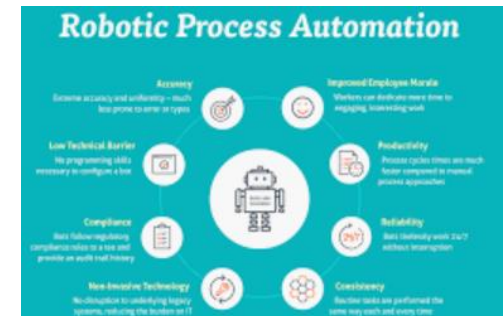 Robotic Process Automation
Accuracy
Extreme accuracy and uniformity – much
less prone to error or typos
Improved Employee Morale
Workers can dedicate more time to
engaging, interesting work
Low Technical Barrier
No programming skills
necessary to configure a bot
Productivity
Process cycles times are much
faster compared to manual
process approaches
Compliance
Bots follow regulatory
compliance rules to a tee and
provide an audit trail history
Reliability
Bots tirelessly work 24/7
without interruption
24/7
Non-Invasive Technology
No disruption to underlying legacy
systems, reducing the burden on IT
Consistency
Routine tasks are performed the
same way each and every time